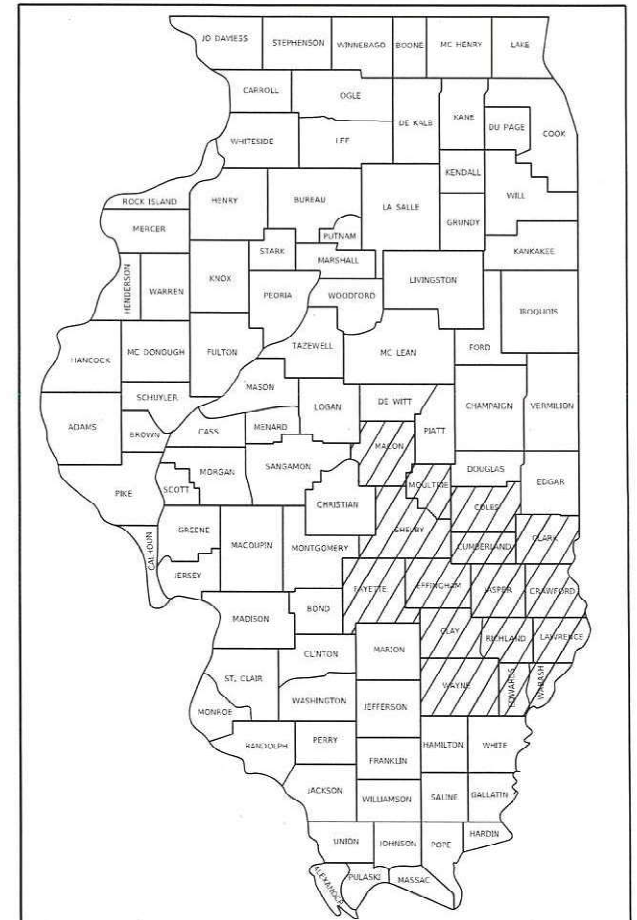 JO DAVIESS
STEPHENSON
WINNEBAGO
BOONE
MC HENRY
LAKE
CARROLL
OGLE
DE KALB
KANE
DU PAGE
COOK
WHITESIDE
LEE
KENDALL
WILL
ROCK ISLAND
HENRY
BUREAU
LA SALLE
GRUNDY
MERCER
PUTNAM
STARK
MARSHALL
KANKAKEE
HENDERSON
WARREN
KNOX
PEORIA
WOODFORD
LIVINGSTON
IROQUOIS
HANCOCK
MC DONOUGH
FULTON
TAZEWELL
MC LEAN
FORD
MASON
SCHUYLER
LOGAN
DE WITT
CHAMPAIGN
VERMILION
ADAMS
BROWN
CASS
MENARD
MACON
PIATT
MORGAN
SANGAMON
DOUGLAS
EDGAR
PIKE
SCOTT
CHRISTIAN
MOULTRIE
COLES
CALHOUN
GREENE
MACOUPIN
MONTGOMERY
SHELBY
CUMBERLAND
CLARK
JERSEY
FAYETTE
EFFINGHAM
JASPER
CRAWFORD
MADISON
BOND
CLAY
RICHLAND
LAWRENCE
CLINTON
MARION
ST. CLAIR
WAYNE
EDWARDS
WABASH
WASHINGTON
JEFFERSON
MONROE
RANDOLPH
PERRY
HAMILTON
WHITE
FRANKLIN
JACKSON
WILLIAMSON
SALINE
GALLATIN
UNION
JOHNSON
POPE
HARDIN
ALEXANDER
PULASKI
MASSAC